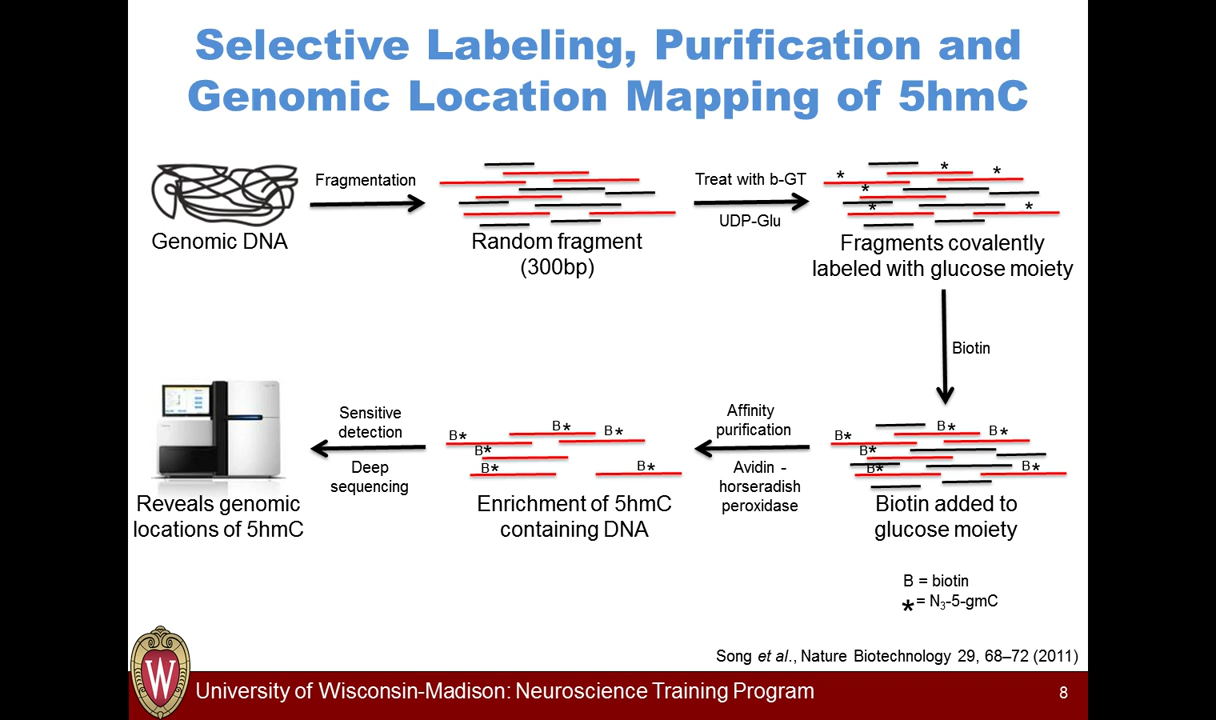 Selective Labeling, Purification and
Genomic Location Mapping of 5hmC
Fragmentation
Genomic DNA
Random fragment
(300bp)
Treat with b-GT
UDP-Glu
*
*
*
*
*
*
Fragments covalently
labeled with glucose moiety
Biotin
B*
B*
B*
B*
B*
B*
Biotin added to
glucose moiety
Affinity
purification
Avidin -
horseradish
peroxidase
B*
B*
B*
B*
B*
B*
Enrichment of 5hmC
containing DNA
Sensitive
detection
Deep
sequencing
Reveals genomic
locations of 5hmC
B = biotin
*= N3-5-gmC
Song et al., Nature Biotechnology 29, 68–72 (2011)
W
University of Wisconsin-Madison: Neuroscience Training Program
8